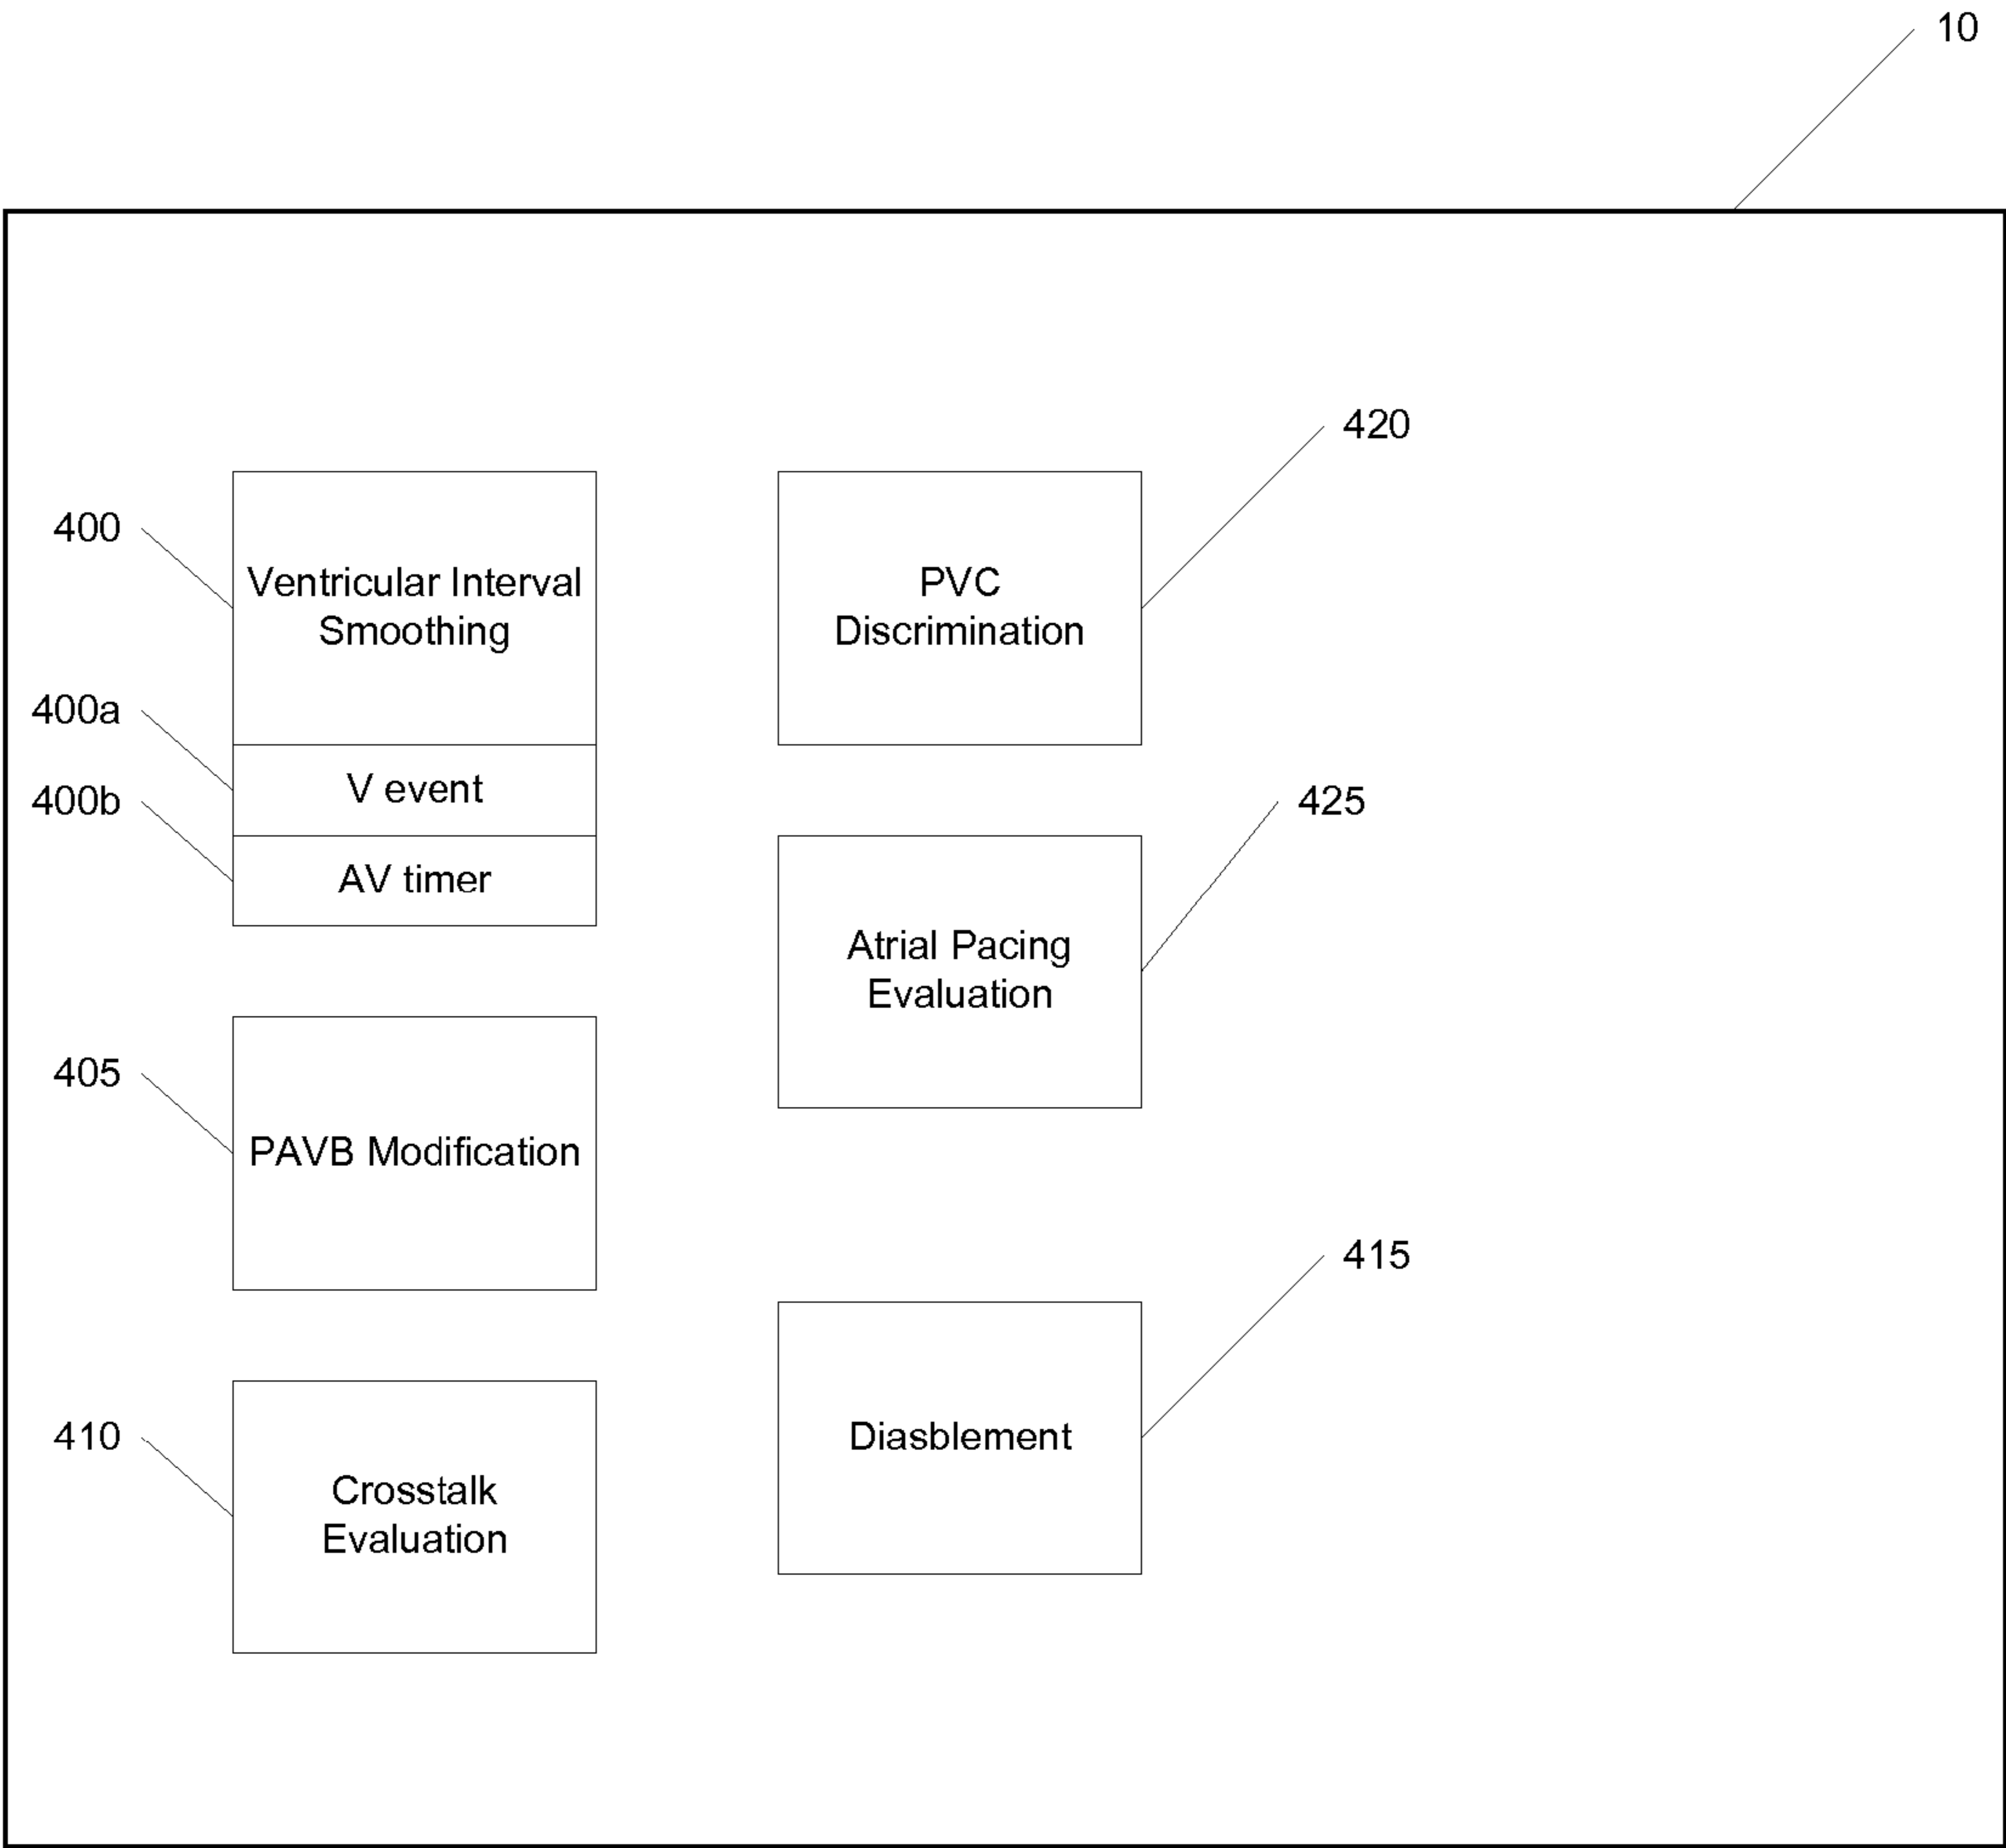 10
420
400
Ventricular Interval
Smoothing
PVC
Discrimination
400a
V event
400b
AV timer
425
Atrial Pacing
Evaluation
405
PAVB Modification
415
Diasblement
410
Crosstalk
Evaluation